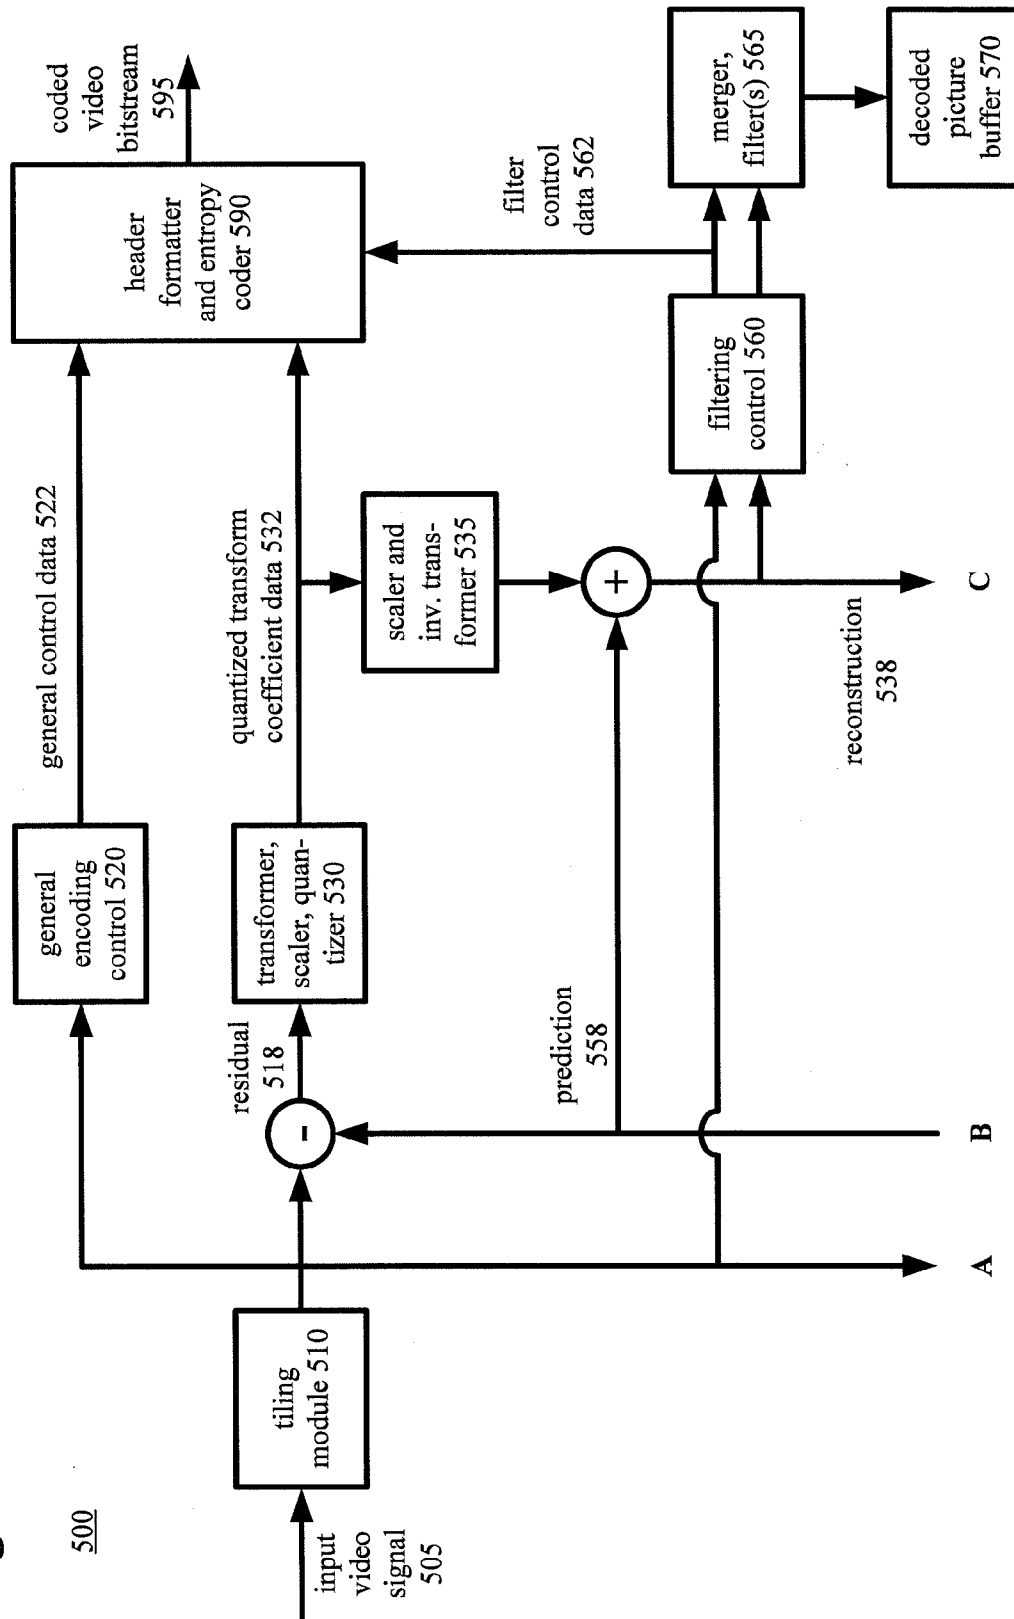 500
input
video
signal
505
tiling
module 510
general
encoding
control 520
general control data 522
residual
518
transformer,
scaler, quan-
tizer 530
quantized transform
coefficient data 532
header
formatter
and entropy
coder 590
coded
video
bitstream
595
scaler and
inv. trans-
former 535
prediction
558
-
+
filter
control
data 562
filtering
control 560
merger,
filter(s) 565
decoded
picture
buffer 570
reconstruction
538
A
B
C